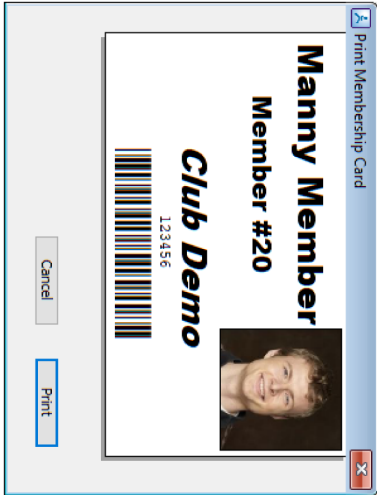 Print Membership Card
Manny Member
Member #20
Club Demo
123456
Cancel
Print